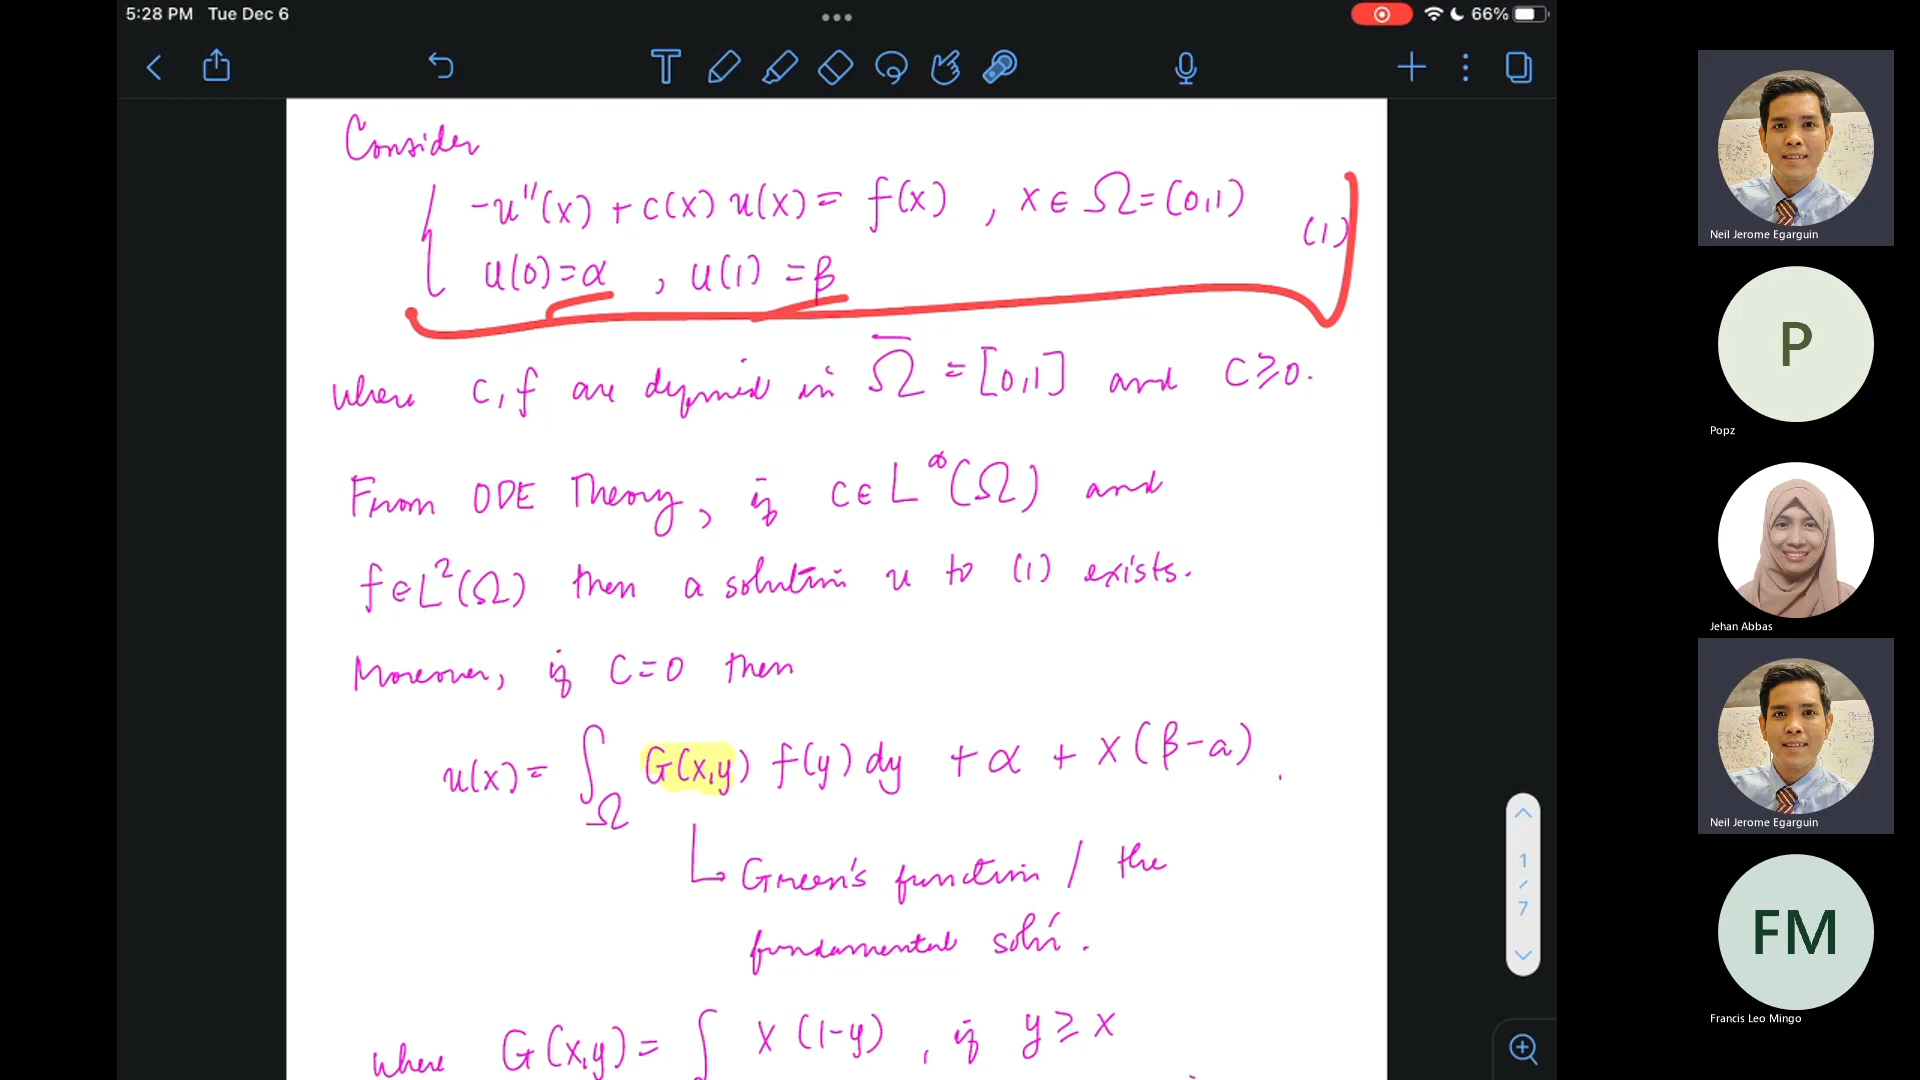 5:28 PM Tue Dec 6
66%
Consider
-u''(x) + c(x) u(x) = f(x) , x ∈ Ω = (0,1)
(1)
u(0) = α , u(1) = β
where c, f are defined in Ω̅ = [0,1] and C ≥ 0.
From ODE Theory, if c ∈ L^∞(Ω) and
f ∈ L²(Ω) then a solution u to (1) exists.
Moreover, if C = 0 then
u(x) = ∫_Ω G(x,y) f(y) dy + α + x(β - α).
↳ Green's function / the
fundamental sol'n.
where G(x,y) = { x(1-y) , if y ≥ x
1
/
7
Neil Jerome Egarguin
P
Popz
Jehan Abbas
Neil Jerome Egarguin
FM
Francis Leo Mingo